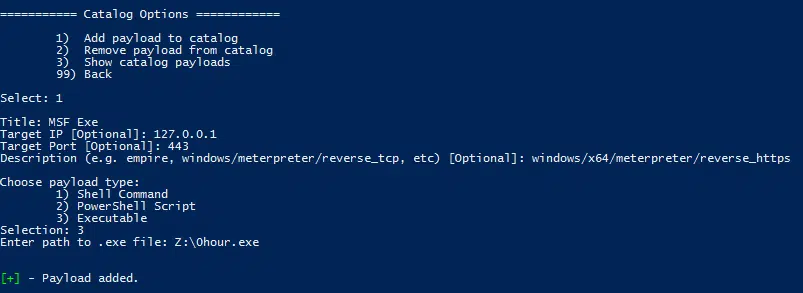 =========== Catalog Options ============
1) Add payload to catalog
2) Remove payload from catalog
3) Show catalog payloads
99) Back
Select: 1
Title: MSF Exe
Target IP [Optional]: 127.0.0.1
Target Port [Optional]: 443
Description (e.g. empire, windows/meterpreter/reverse_tcp, etc) [Optional]: windows/x64/meterpreter/reverse_https
Choose payload type:
1) Shell Command
2) PowerShell Script
3) Executable
Selection: 3
Enter path to .exe file: Z:\0hour.exe
[+] - Payload added.